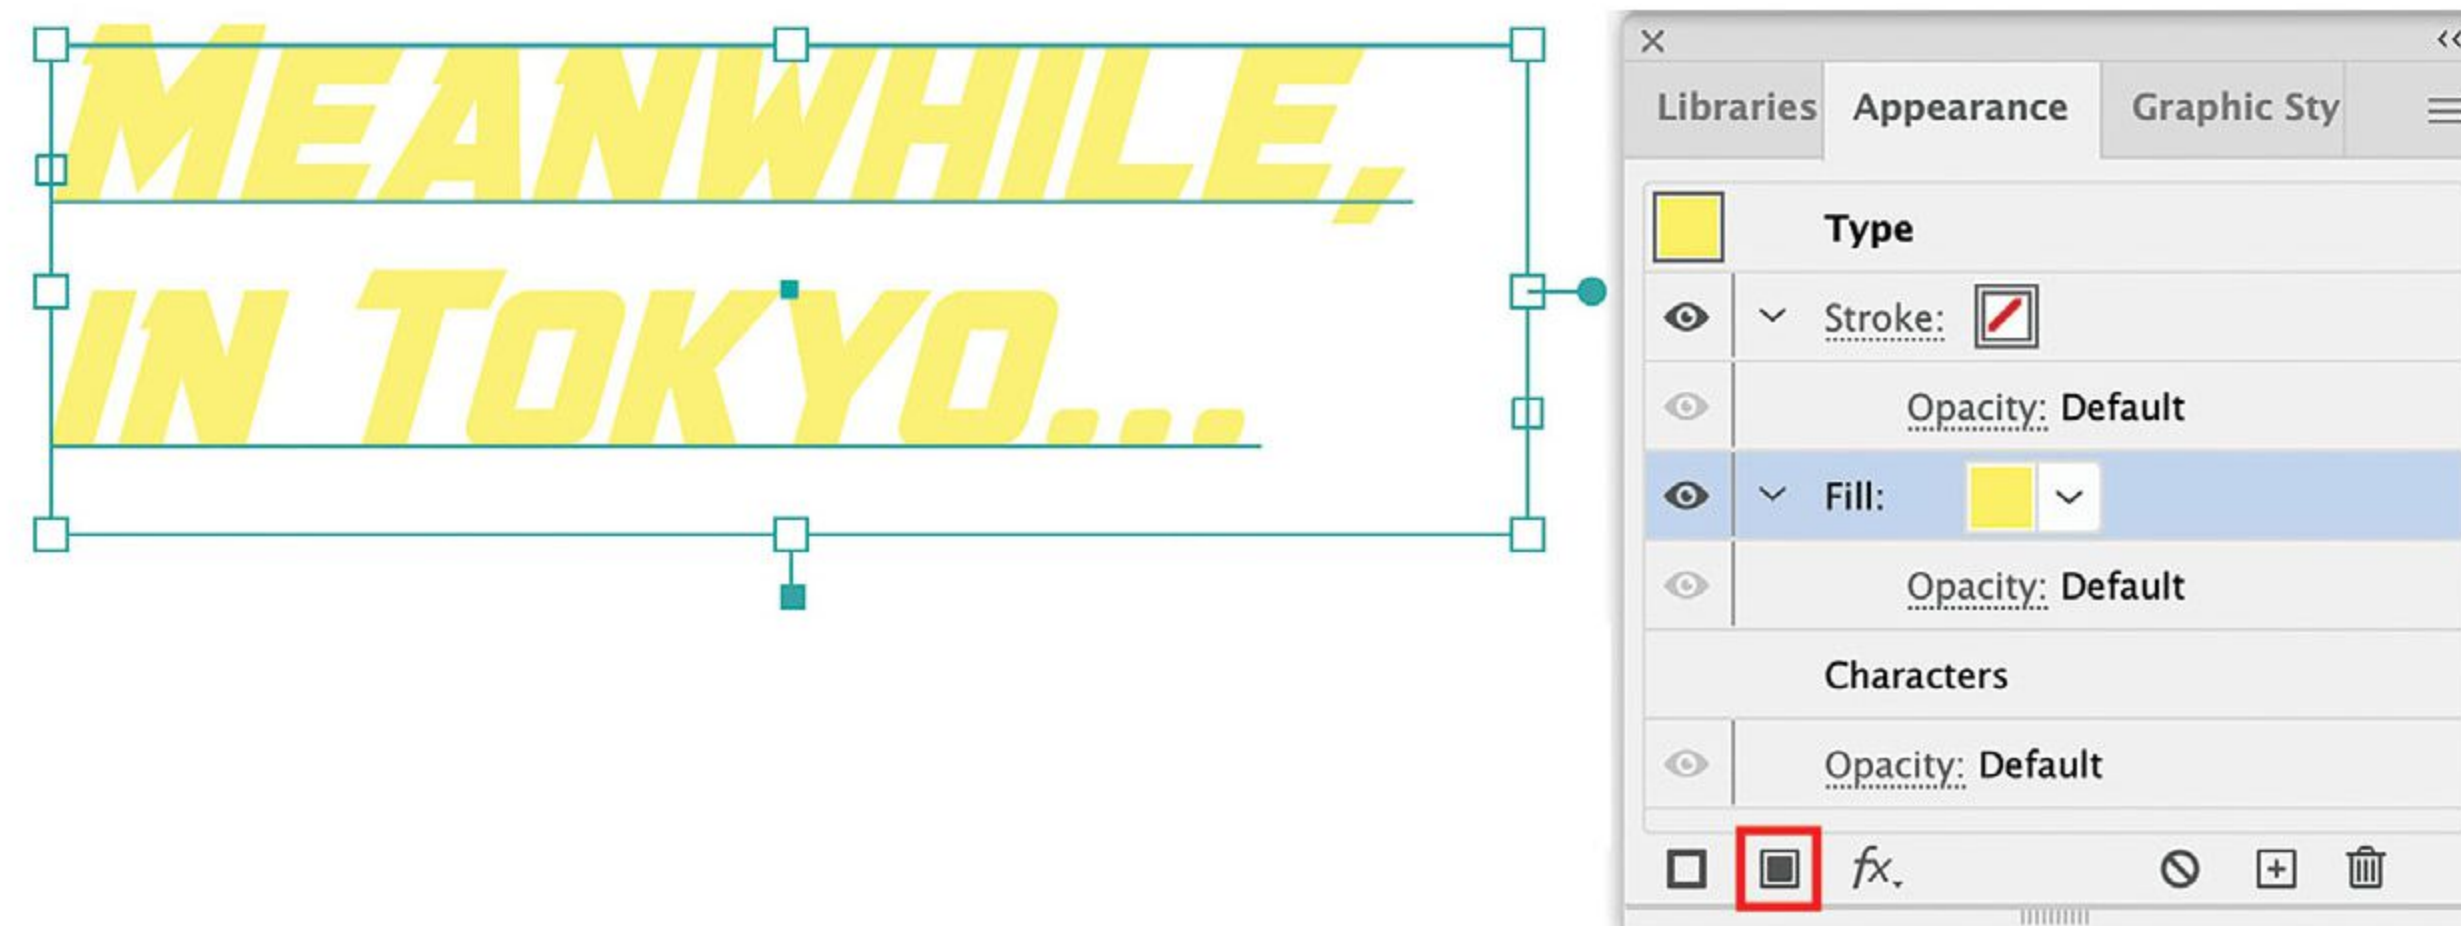 MEANWHILE,
IN TOKYO...
Libraries Appearance Graphic Sty
Type
Stroke:
Opacity: Default
Fill:
Opacity: Default
Characters
Opacity: Default
fx